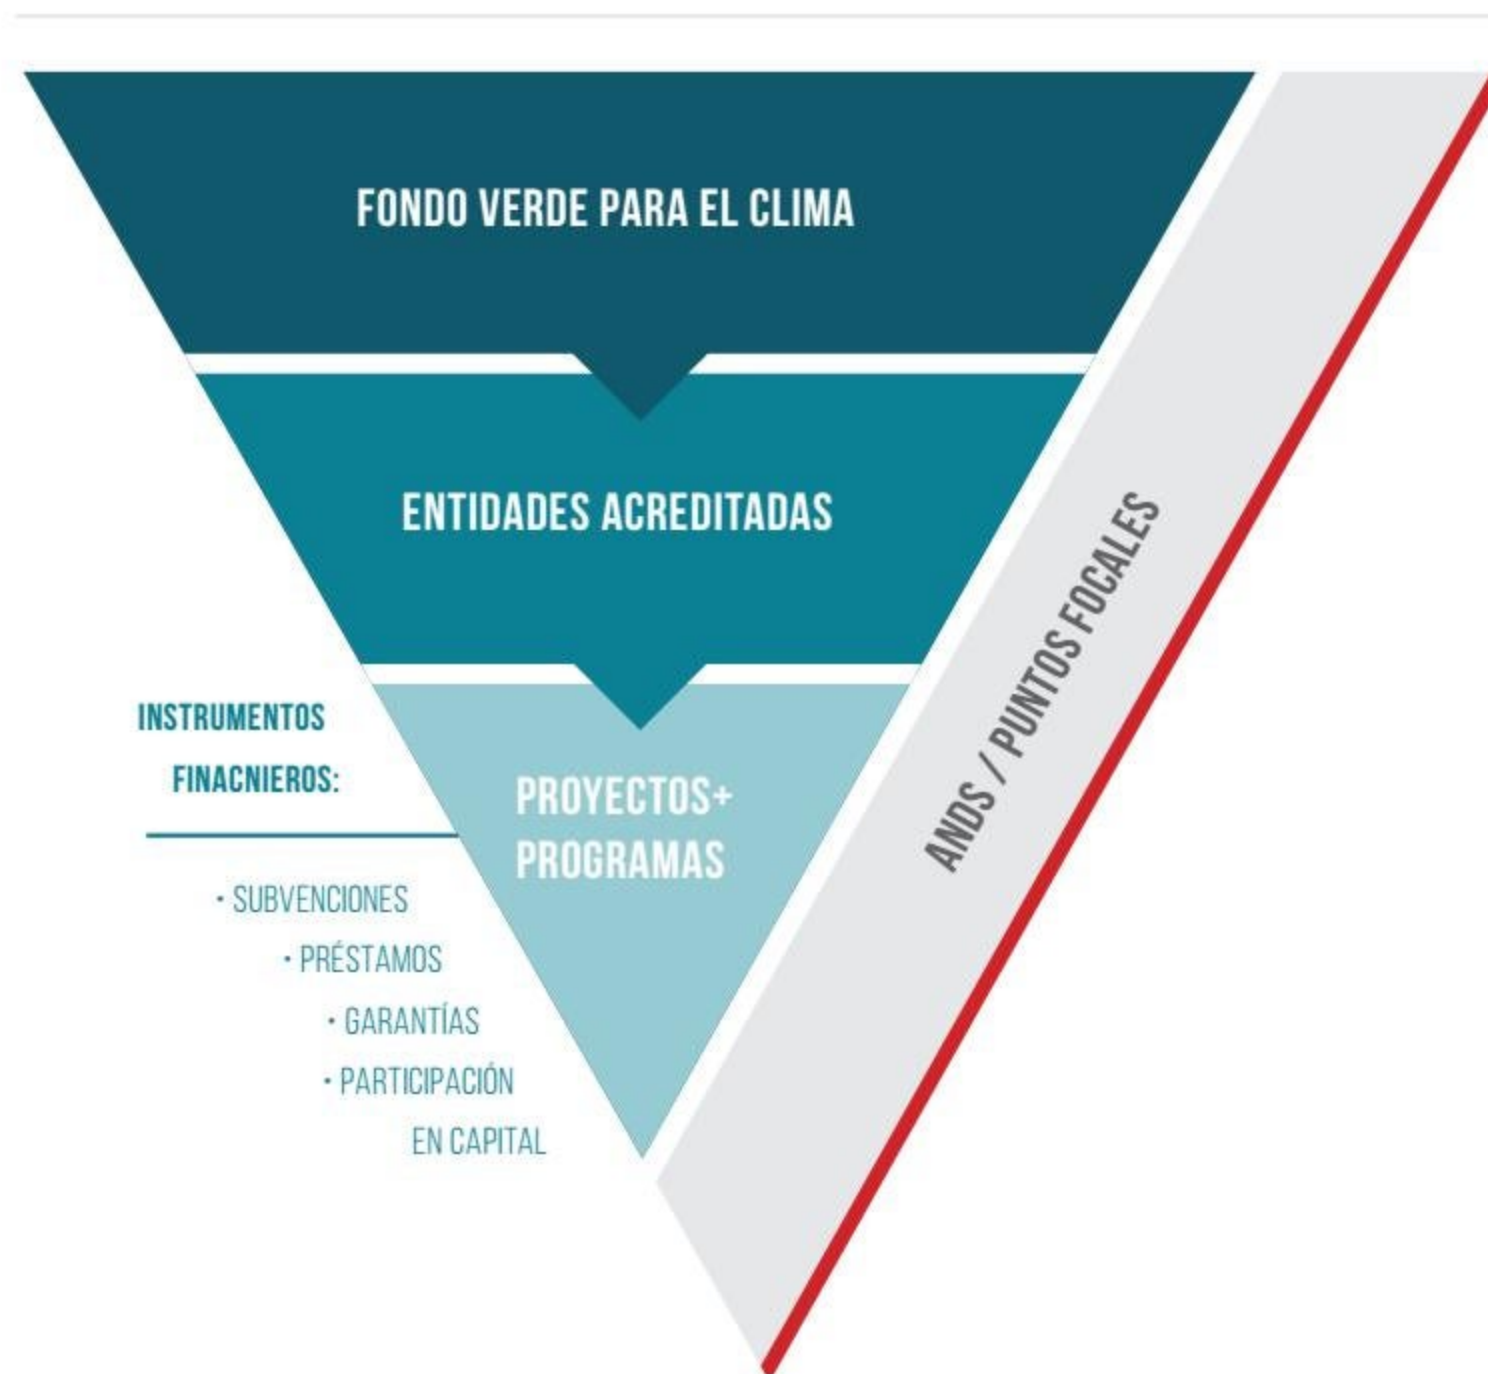 FONDO VERDE PARA EL CLIMA
ENTIDADES ACREDITADAS
PROYECTOS+
PROGRAMAS
INSTRUMENTOS
FINACNIEROS:
· SUBVENCIONES
· PRÉSTAMOS
· GARANTÍAS
· PARTICIPACIÓN
EN CAPITAL
ANDS / PUNTOS FOCALES